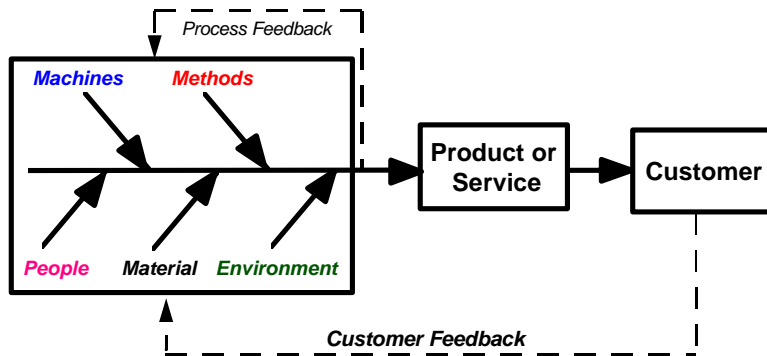 Process Feedback
Machines
Methods
Product or
Service
Customer
People
Material
Environment
Customer Feedback